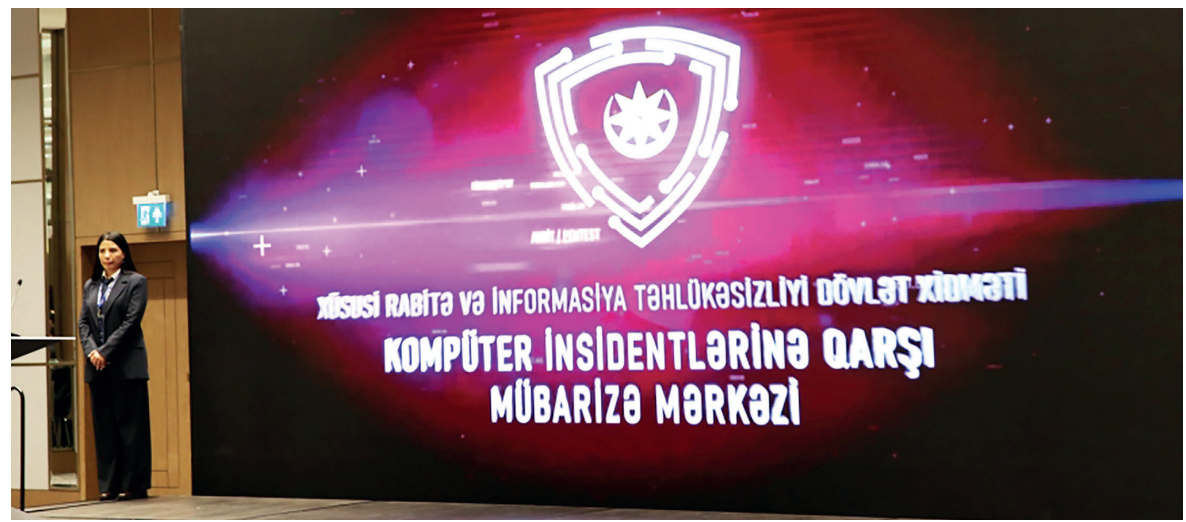 XÜSUSİ RABİTƏ VƏ İNFORMASİYA TƏHLÜKƏSİZLİYİ DÖVLƏT XİDMƏTİ
KOMPÜTER İNSİDENTLƏRİNƏ QARŞI
MÜBARİZƏ MƏRKƏZİ